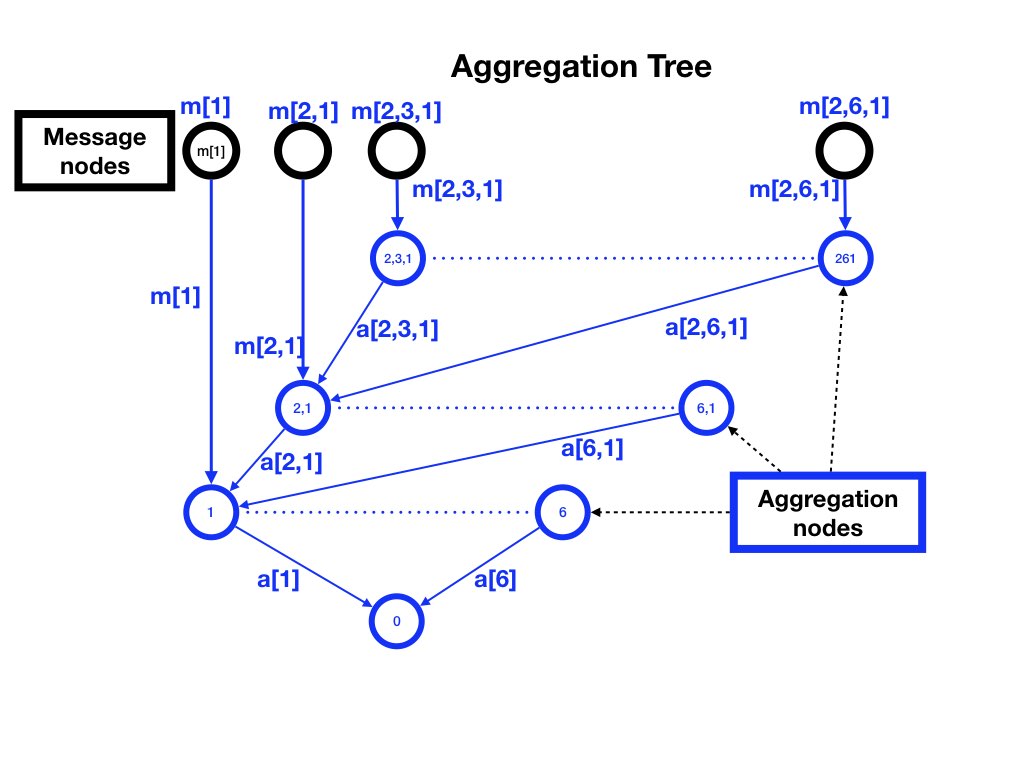 Aggregation Tree
m[1]
m[2,1]
m[2,3,1]
m[2,6,1]
Message
nodes
m[1]
m[2,3,1]
m[2,6,1]
2,3,1
261
m[1]
a[2,3,1]
a[2,6,1]
m[2,1]
2,1
6,1
a[2,1]
a[6,1]
1
6
Aggregation
nodes
a[1]
a[6]
0